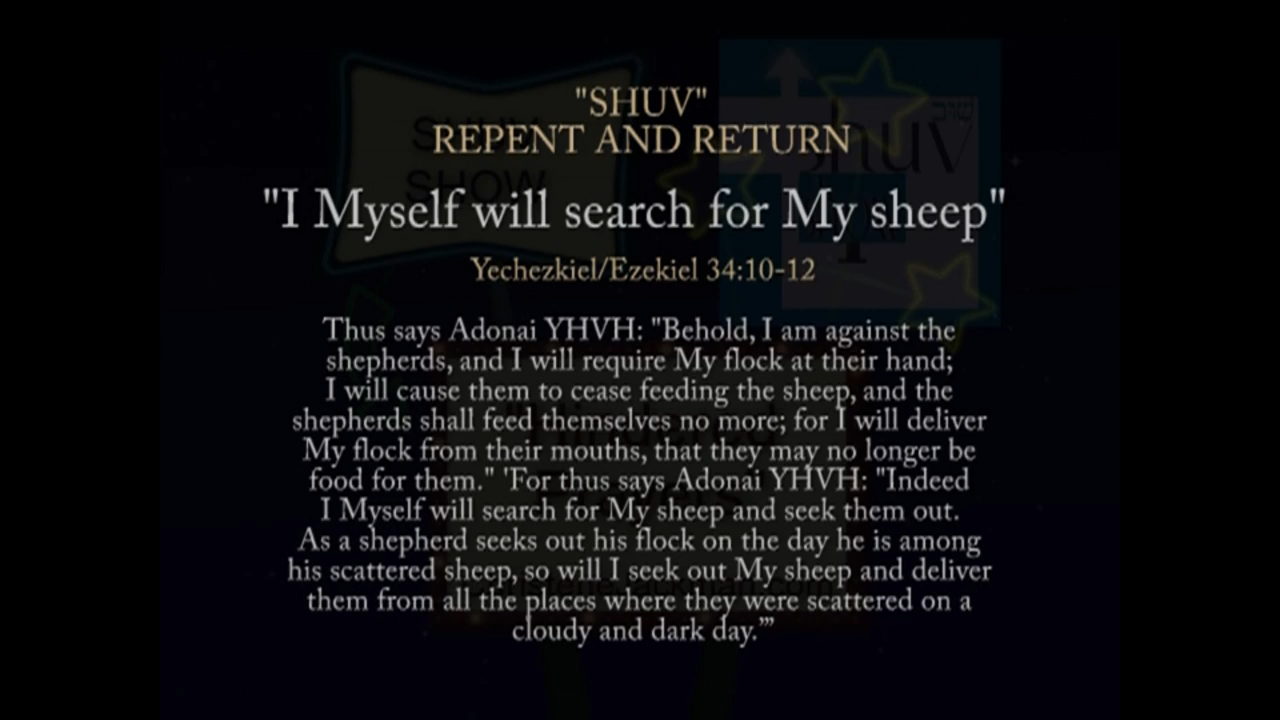 "SHUV"
REPENT AND RETURN
"I Myself will search for My sheep"
Yechezkiel/Ezekiel 34:10-12
Thus says Adonai YHVH: "Behold, I am against the
shepherds, and I will require My flock at their hand;
I will cause them to cease feeding the sheep, and the
shepherds shall feed themselves no more; for I will deliver
My flock from their mouths, that they may no longer be
food for them." 'For thus says Adonai YHVH: "Indeed
I Myself will search for My sheep and seek them out.
As a shepherd seeks out his flock on the day he is among
his scattered sheep, so will I seek out My sheep and deliver
them from all the places where they were scattered on a
cloudy and dark day.”’
SHUV
SHOW
shuv
שוב